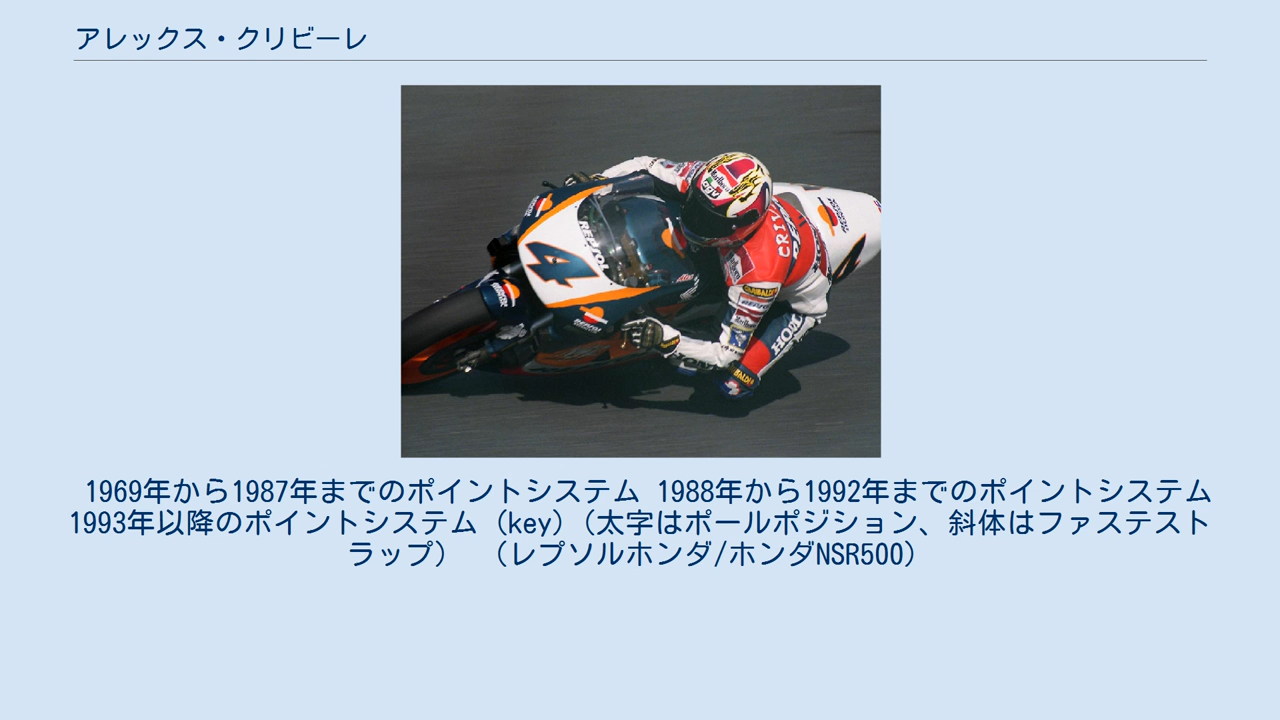 アレックス・クリビーレ
REPSOL
4
CRIV
HON
1969年から1987年までのポイントシステム 1988年から1992年までのポイントシステム
1993年以降のポイントシステム (key)(太字はポールポジション、斜体はファステスト
ラップ) (レプソルホンダ/ホンダNSR500)